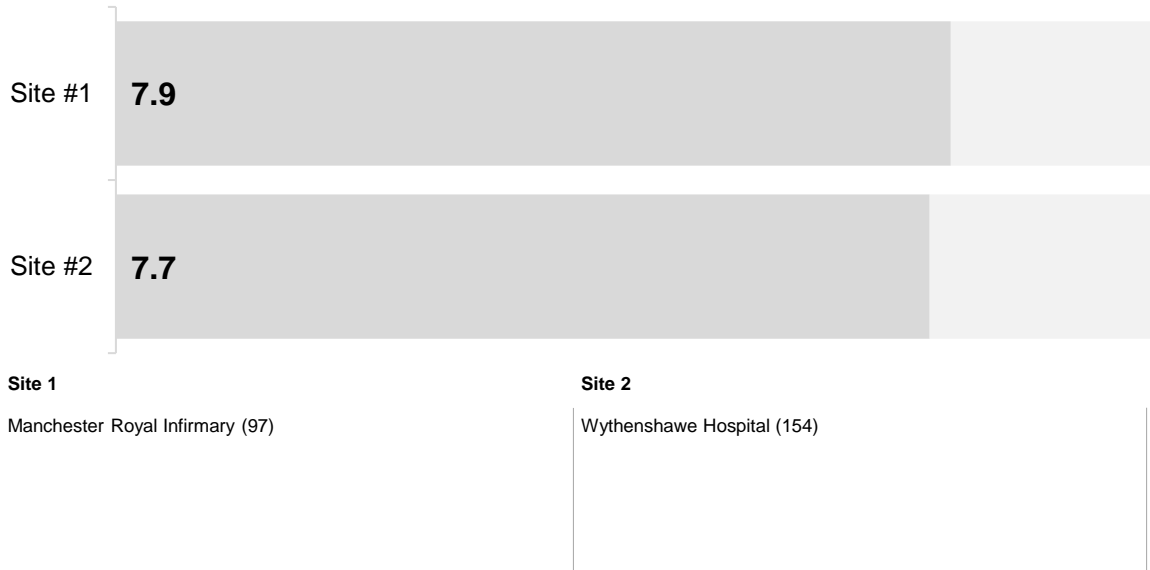 Site #1
7.9
Site #2
7.7
Site 1
Site 2
Manchester Royal Infirmary (97)
Wythenshawe Hospital (154)